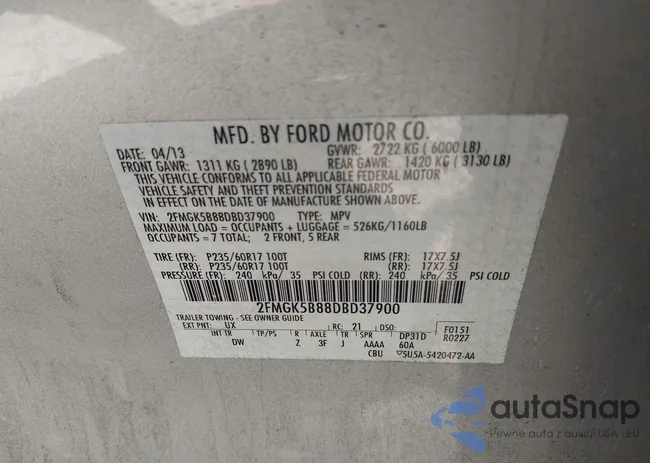 MFD. BY FORD MOTOR CO.
DATE: 04/13 GVWR: 2722 KG (6000 LB)
FRONT GAWR: 1311 KG (2890 LB) REAR GAWR: 1420 KG (3130 LB)
THIS VEHICLE CONFORMS TO ALL APPLICABLE FEDERAL MOTOR
VEHICLE SAFETY AND THEFT PREVENTION STANDARDS
IN EFFECT ON THE DATE OF MANUFACTURE SHOWN ABOVE.
VIN: 2FMGK5B88DBD37900 TYPE: MPV
MAXIMUM LOAD = OCCUPANTS + LUGGAGE = 526KG/1160LB
OCCUPANTS = 7 TOTAL; 2 FRONT, 5 REAR
TIRE (FR): P235/60R17 100T RIMS (FR): 17X7.5J
(RR): P235/60R17 100T (RR): 17X7.5J
PRESSURE (FR): 240 kPa/ 35 PSI COLD (RR): 240 kPa/ 35 PSI COLD
2FMGK5B88DBD37900
TRAILER TOWING - SEE OWNER GUIDE
EXT PNT: UX RC: 21 DSO: F0151
INT TR TP/PS R AXLE TR SPR DP31D R0227
DW Z 3F J AAAA 60A
CBU 5U5A-5420472-AA
autaSnap
Pewne auta z aukcji USA i EU